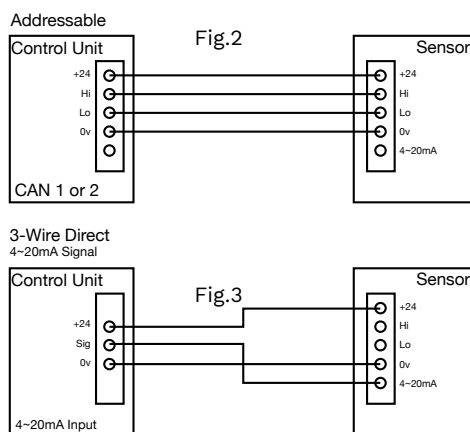 Addressable
Fig.2
Control Unit
Sensor
+24
Hi
Lo
0v
+24
Hi
Lo
0v
4~20mA
CAN 1 or 2
3-Wire Direct
4~20mA Signal
Fig.3
Control Unit
Sensor
+24
Sig
0v
+24
Hi
Lo
0v
4~20mA
4~20mA Input